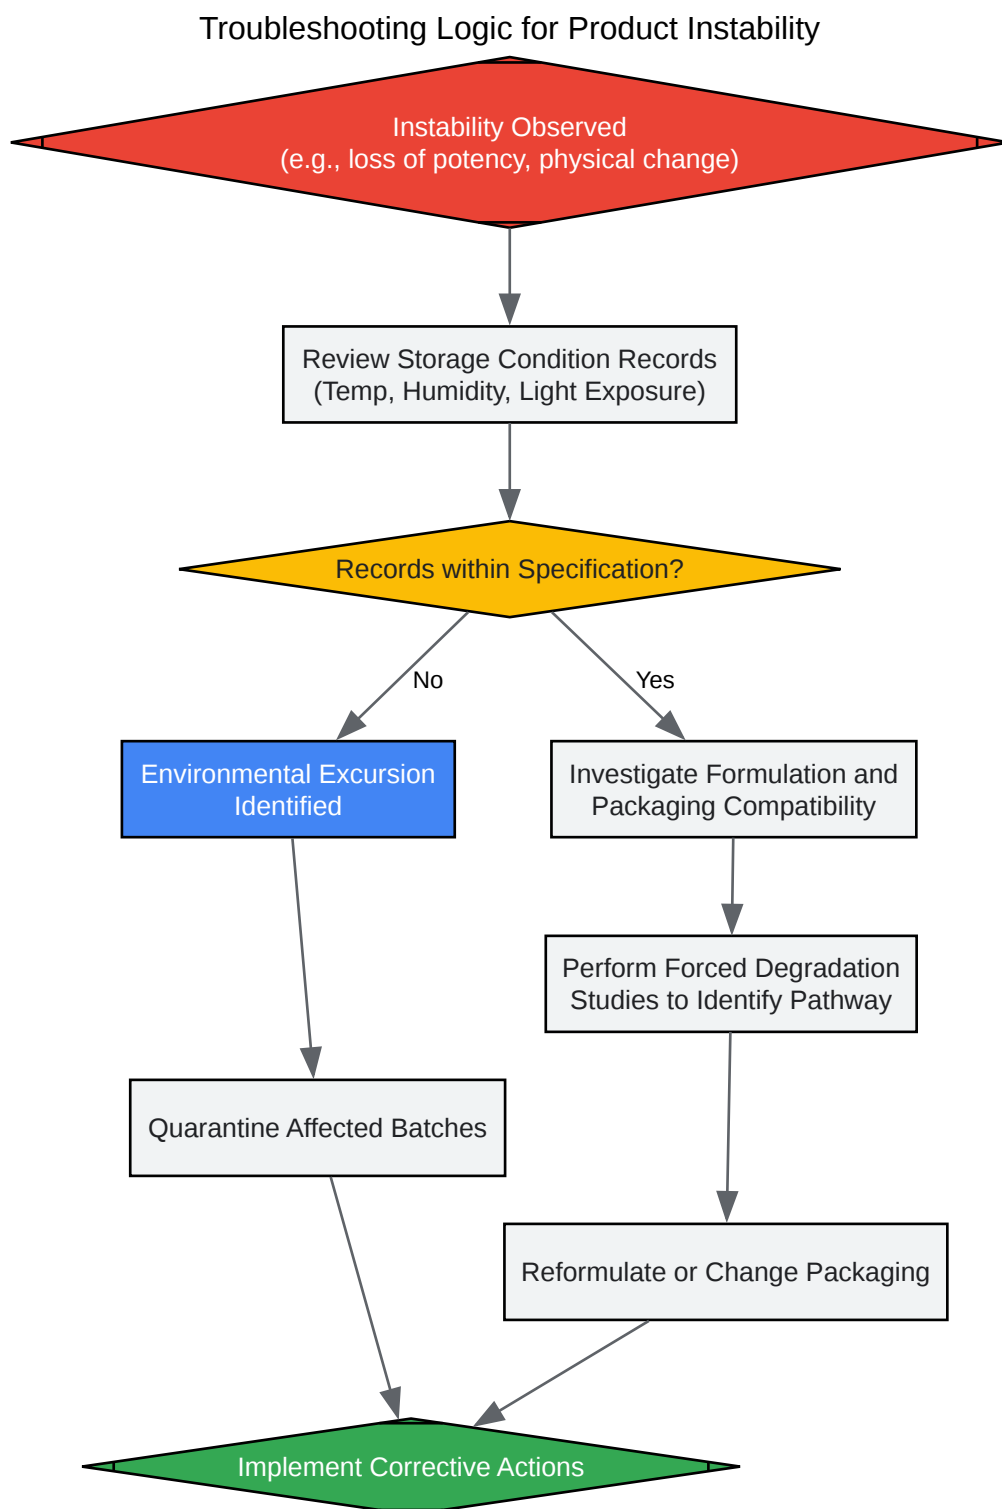 Troubleshooting Logic for Product Instability
Instability Observed
(e.g., loss of potency, physical change)
Review Storage Condition Records
(Temp, Humidity, Light Exposure)
Records within Specification?
No
Yes
Environmental Excursion
Identified
Investigate Formulation and
Packaging Compatibility
Perform Forced Degradation
Studies to Identify Pathway
Quarantine Affected Batches
Reformulate or Change Packaging
Implement Corrective Actions